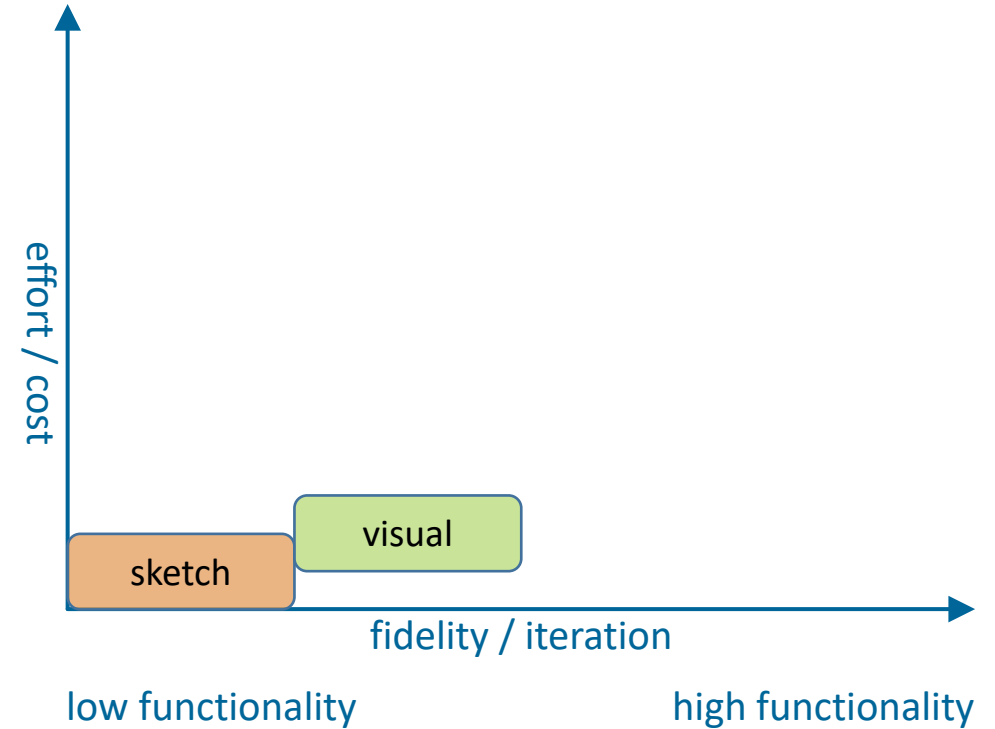 effort / cost
visual
sketch
fidelity / iteration
low functionality
high functionality